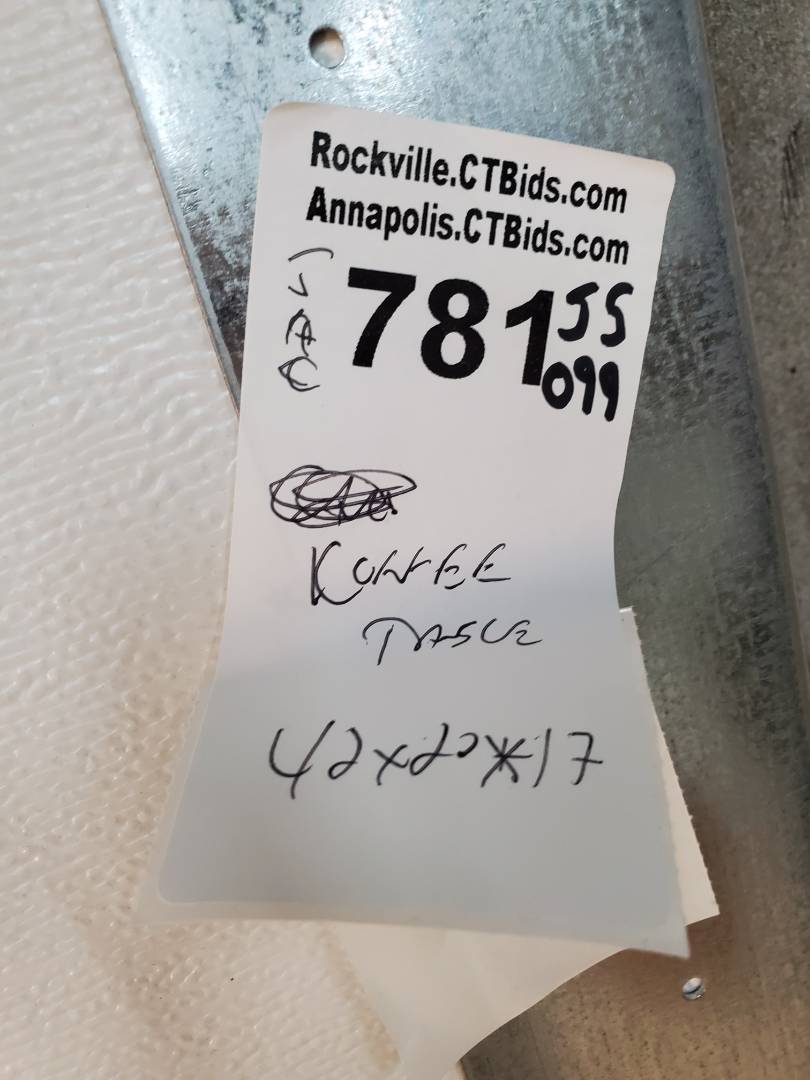 Rockville.CTBids.com
Annapolis.CTBids.com
781 JS
099
KOFFEE
TABLE
42x20x17